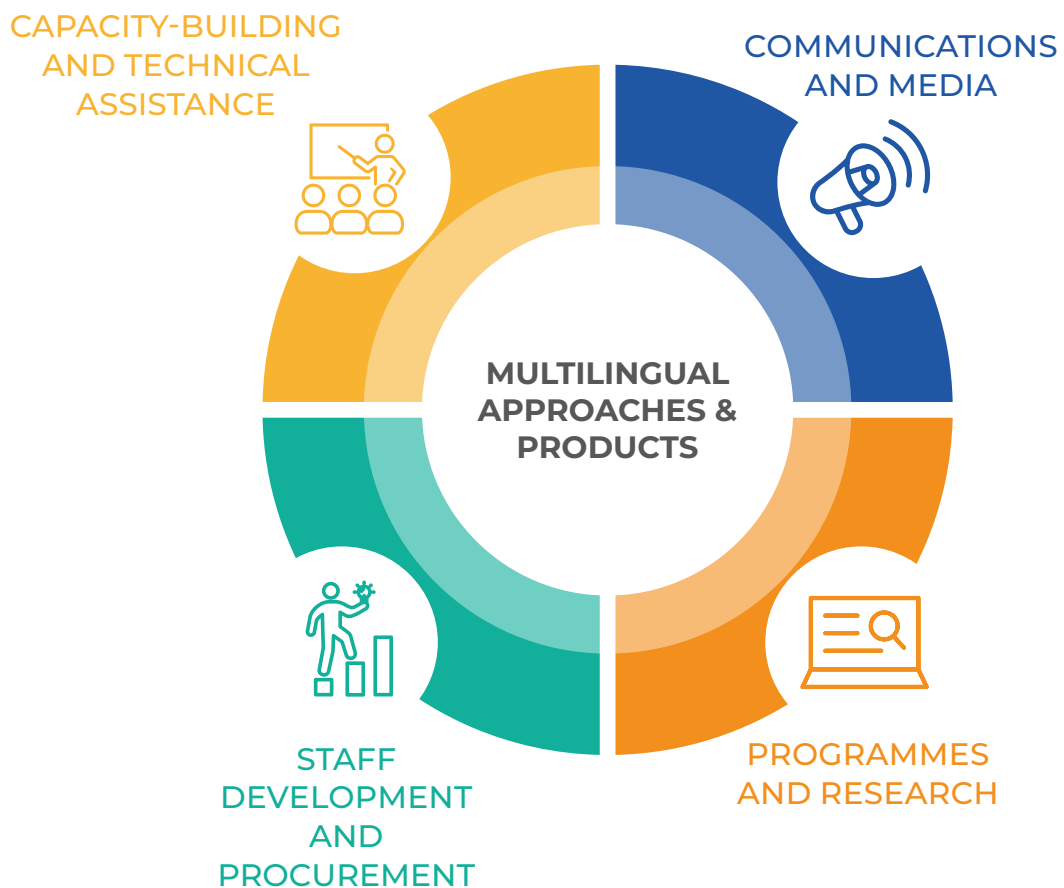 CAPACITY-BUILDING
AND TECHNICAL
ASSISTANCE
COMMUNICATIONS
AND MEDIA
MULTILINGUAL
APPROACHES &
PRODUCTS
STAFF
DEVELOPMENT
AND
PROCUREMENT
PROGRAMMES
AND RESEARCH